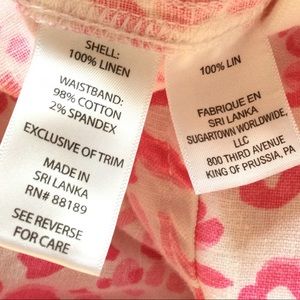 SHELL:
100% LINEN
WAISTBAND:
98% COTTON
2% SPANDEX
EXCLUSIVE OF TRIM
MADE IN
SRI LANKA
RN# 88189
SEE REVERSE
FOR CARE
100% LIN
FABRIQUE EN
SRI LANKA
SUGARTOWN WORLDWIDE,
LLC
800 THIRD AVENUE
KING OF PRUSSIA, PA